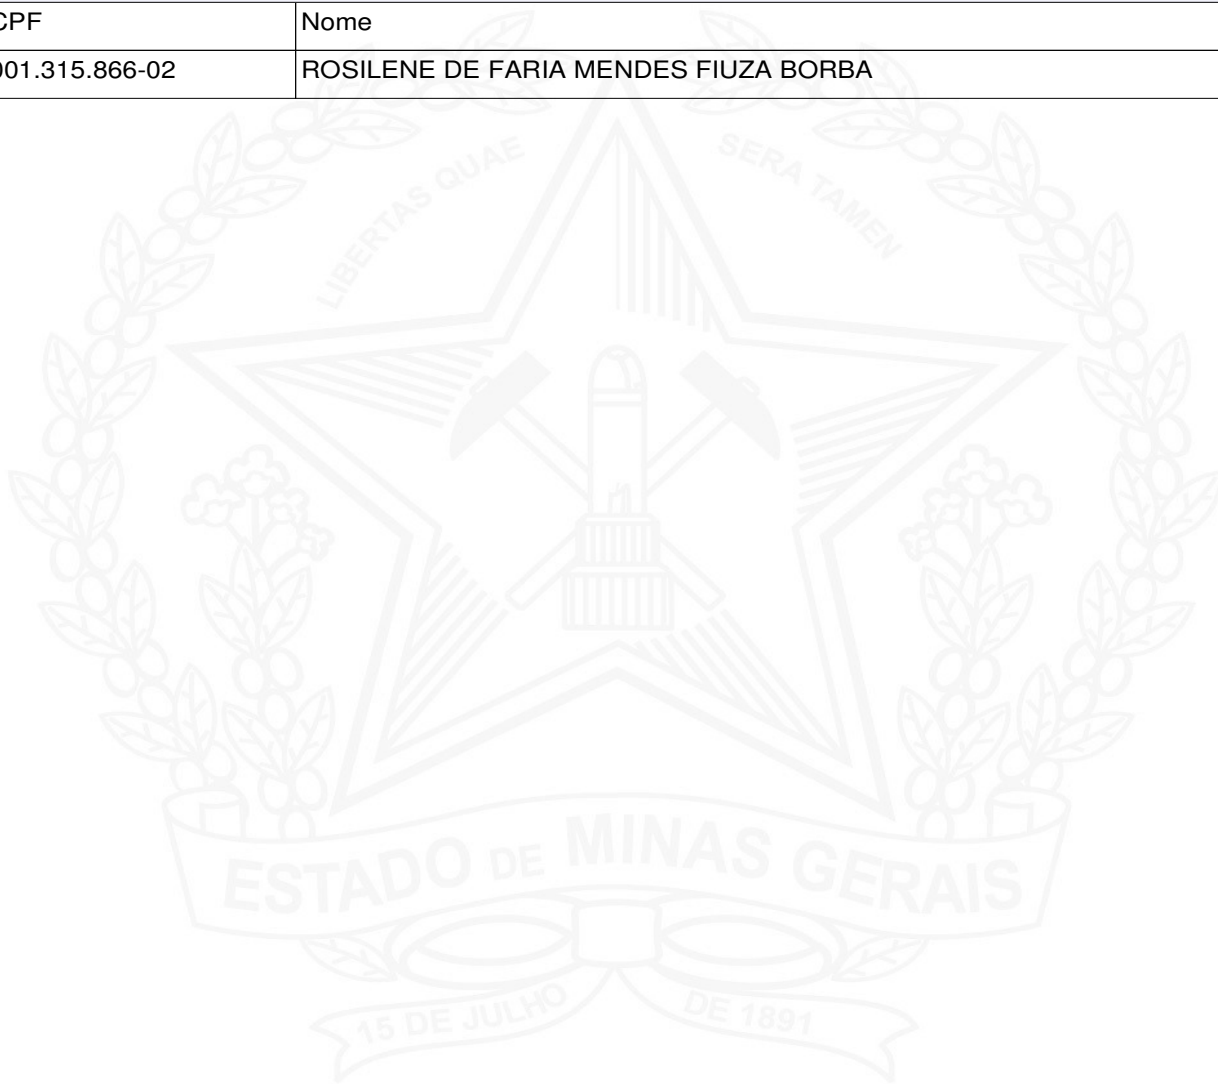 CPF Nome
001.315.866-02 ROSILENE DE FARIA MENDES FIUZA BORBA
LIBERTAS QUAE SERA TAMEN
ESTADO DE MINAS GERAIS
15 DE JULHO DE 1891